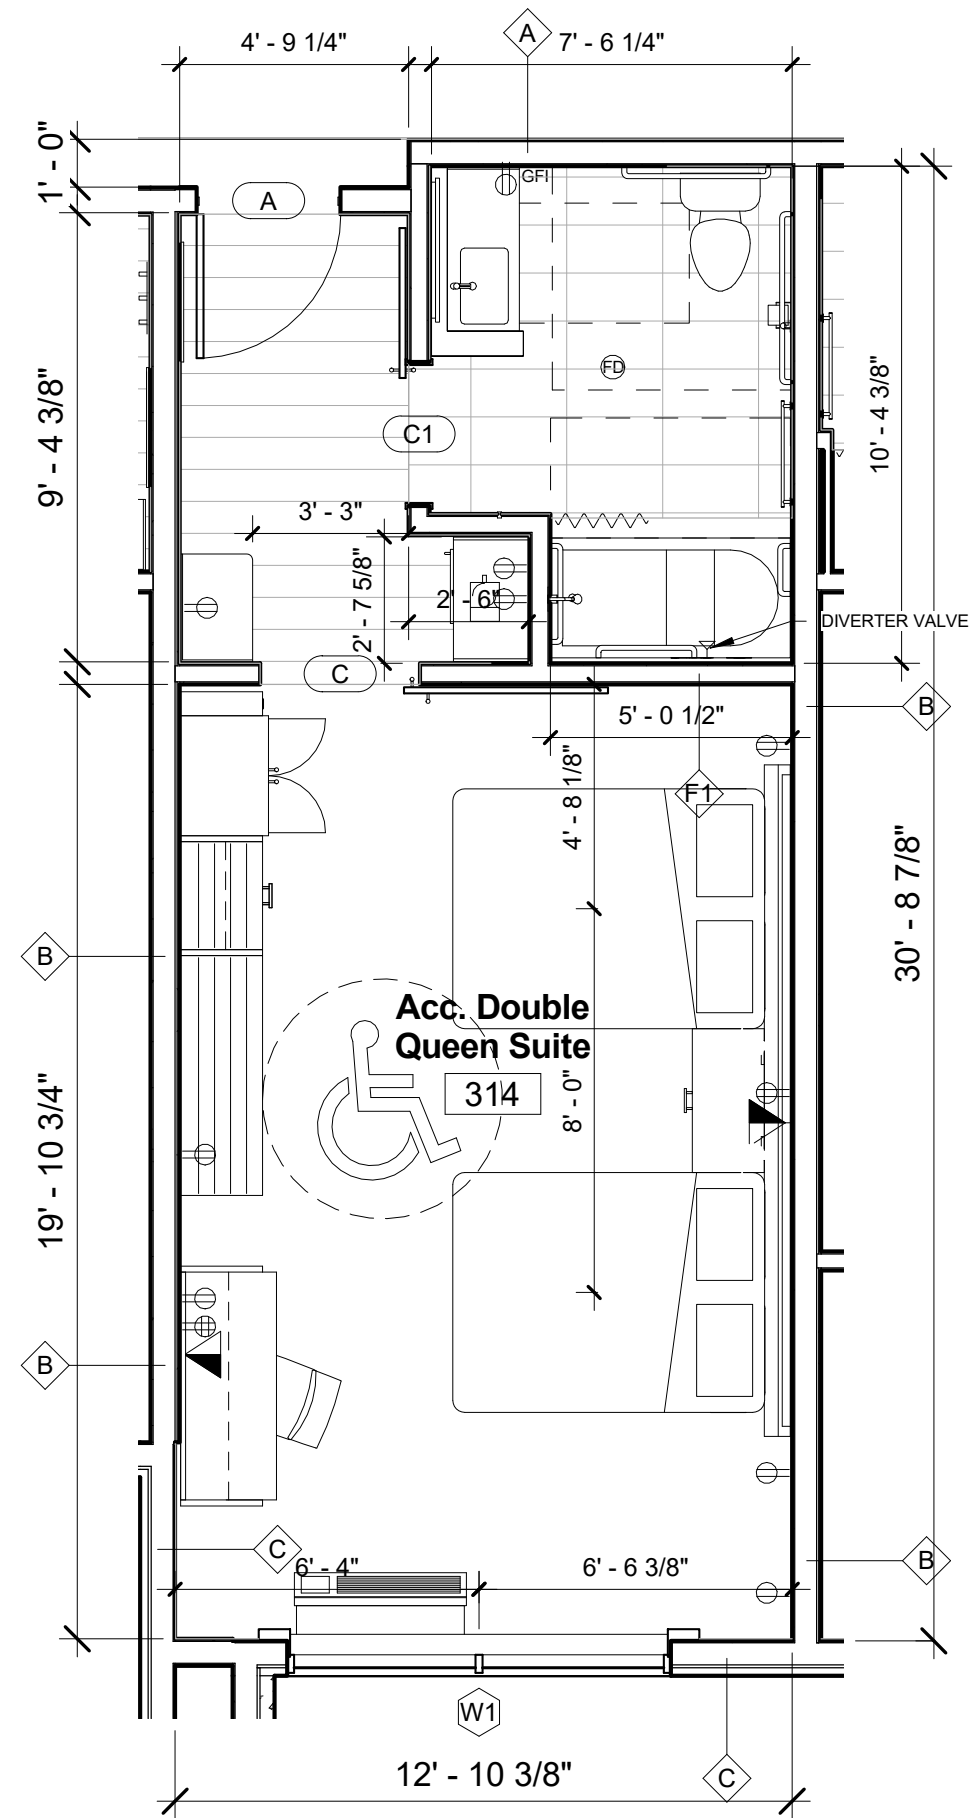 A
4' - 9 1/4"
7' - 6 1/4"
1' - 0"
A
GFI
9' - 4 3/8"
FD
10' - 4 3/8"
C1
3' - 3"
2' - 7 5/8"
2' - 6"
DIVERTER VALVE
C
B
5' - 0 1/2"
4' - 8 1/8"
F1
30' - 8 7/8"
B
Acc. Double
Queen Suite
314
8' - 0"
19' - 10 3/4"
B
C
B
6' - 4"
6' - 6 3/8"
W1
12' - 10 3/8"
C